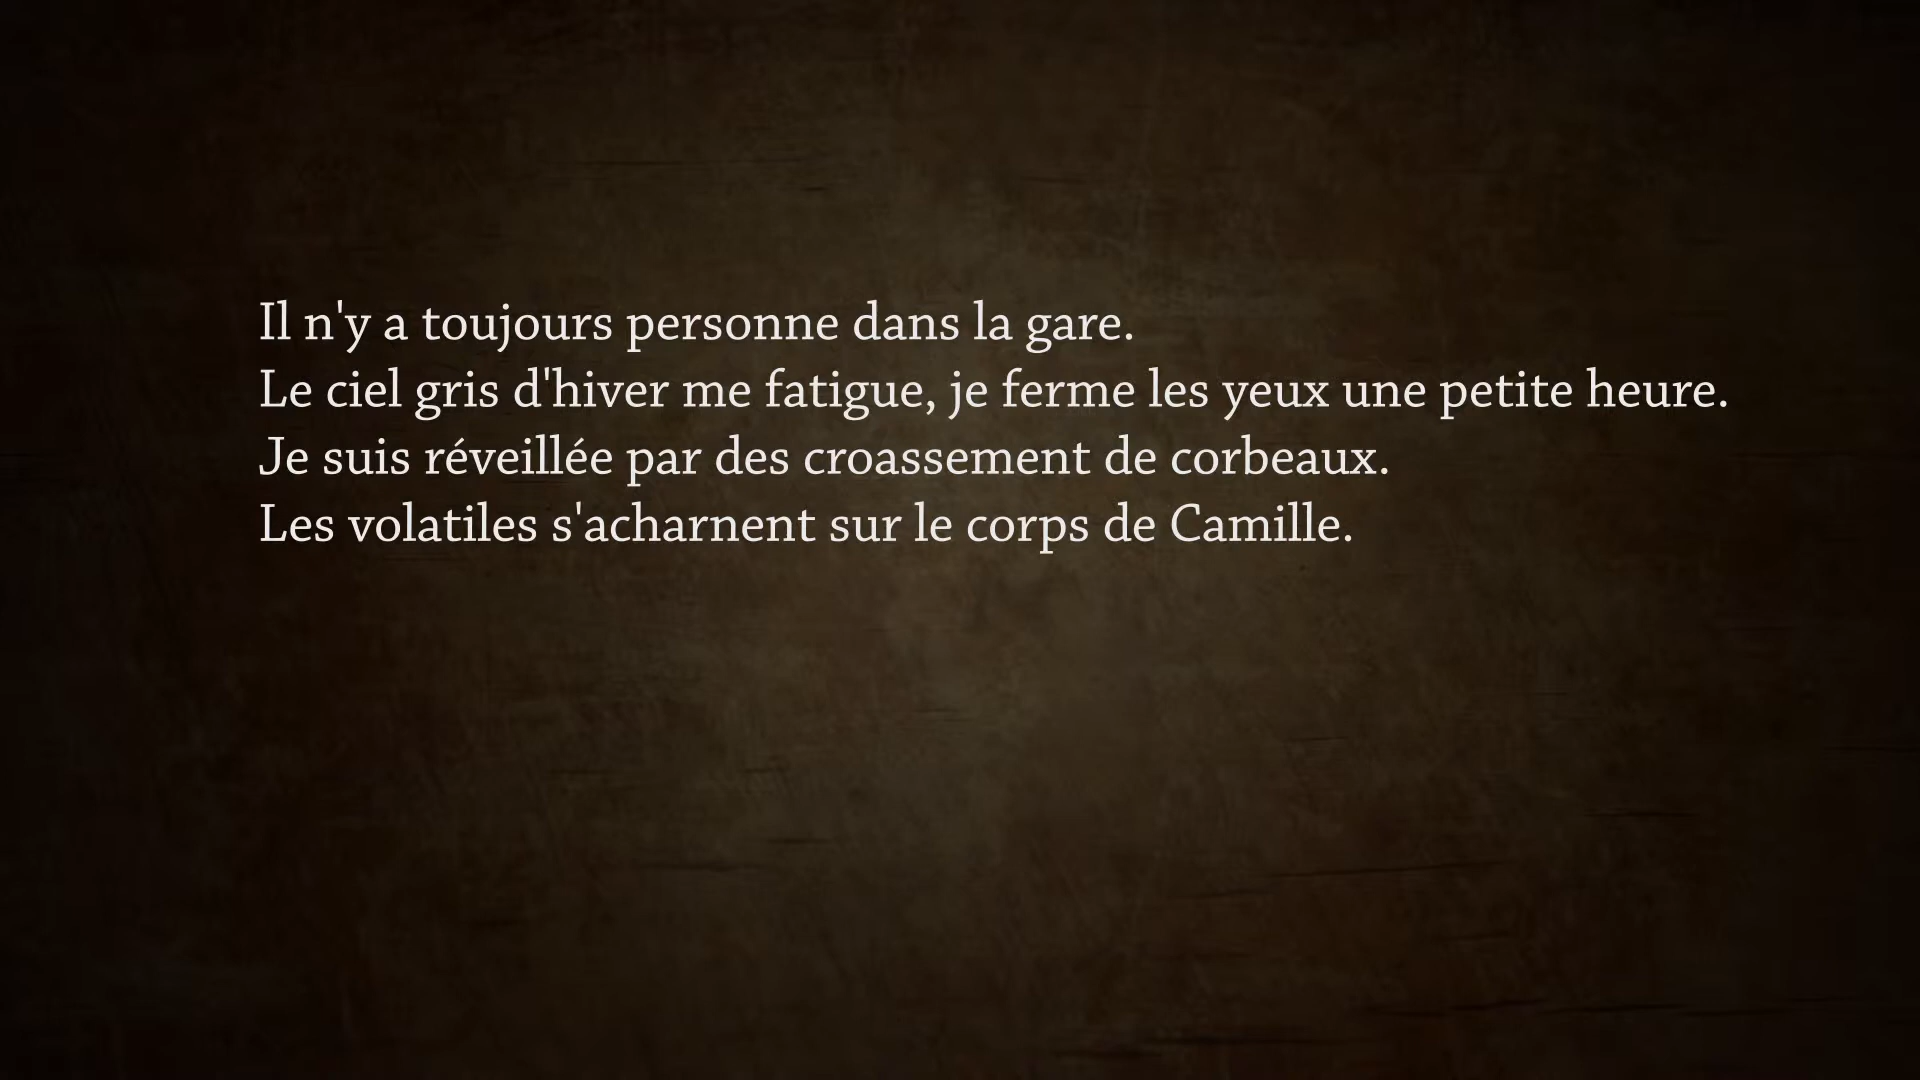 Il n'y a toujours personne dans la gare.
Le ciel gris d'hiver me fatigue, je ferme les yeux une petite heure.
Je suis réveillée par des croassement de corbeaux.
Les volatiles s'acharnent sur le corps de Camille.